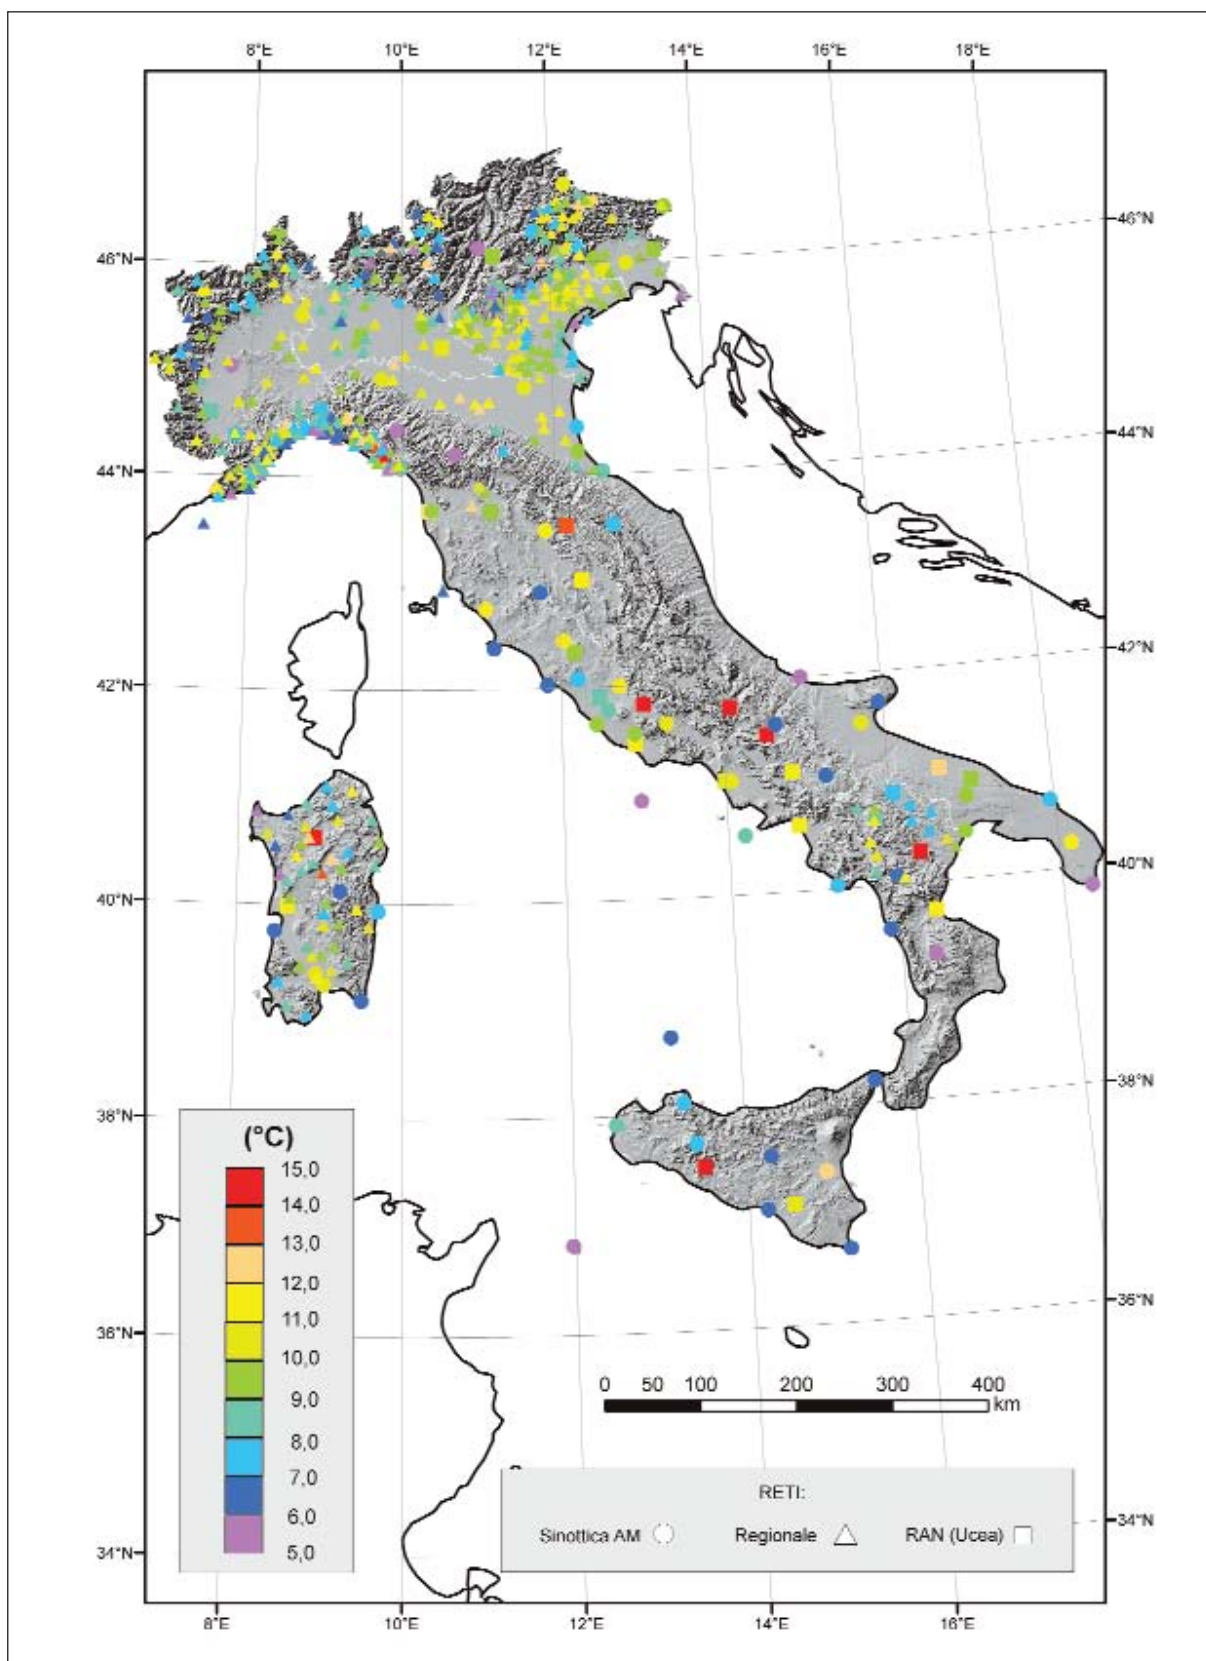 8°E 10°E 12°E 14°E 16°E 18°E
46°N 46°N
44°N 44°N
42°N 42°N
40°N 40°N
38°N 38°N
36°N 36°N
34°N 34°N
(°C)
15,0
14,0
13,0
12,0
11,0
10,0
9,0
8,0
7,0
6,0
5,0
0 50 100 200 300 400
km
RETI:
Sinottica AM Regionale RAN (Ucea)
8°E 10°E 12°E 14°E 16°E